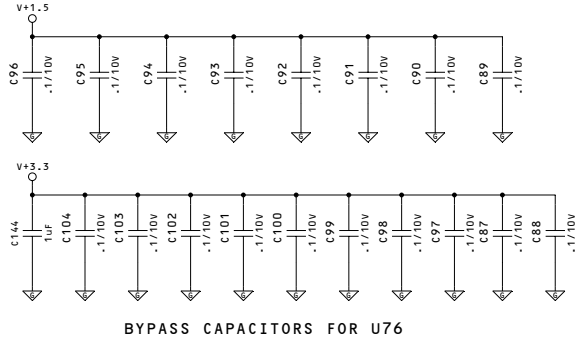 V+1.5
C96 .1/10V C95 .1/10V C94 .1/10V C93 .1/10V C92 .1/10V C91 .1/10V C90 .1/10V C89 .1/10V
G G G G G G G G
V+3.3
C144 1uF C104 .1/10V C103 .1/10V C102 .1/10V C101 .1/10V C100 .1/10V C99 .1/10V C98 .1/10V C97 .1/10V C87 .1/10V C88 .1/10V
G G G G G G G G G G G
BYPASS CAPACITORS FOR U76